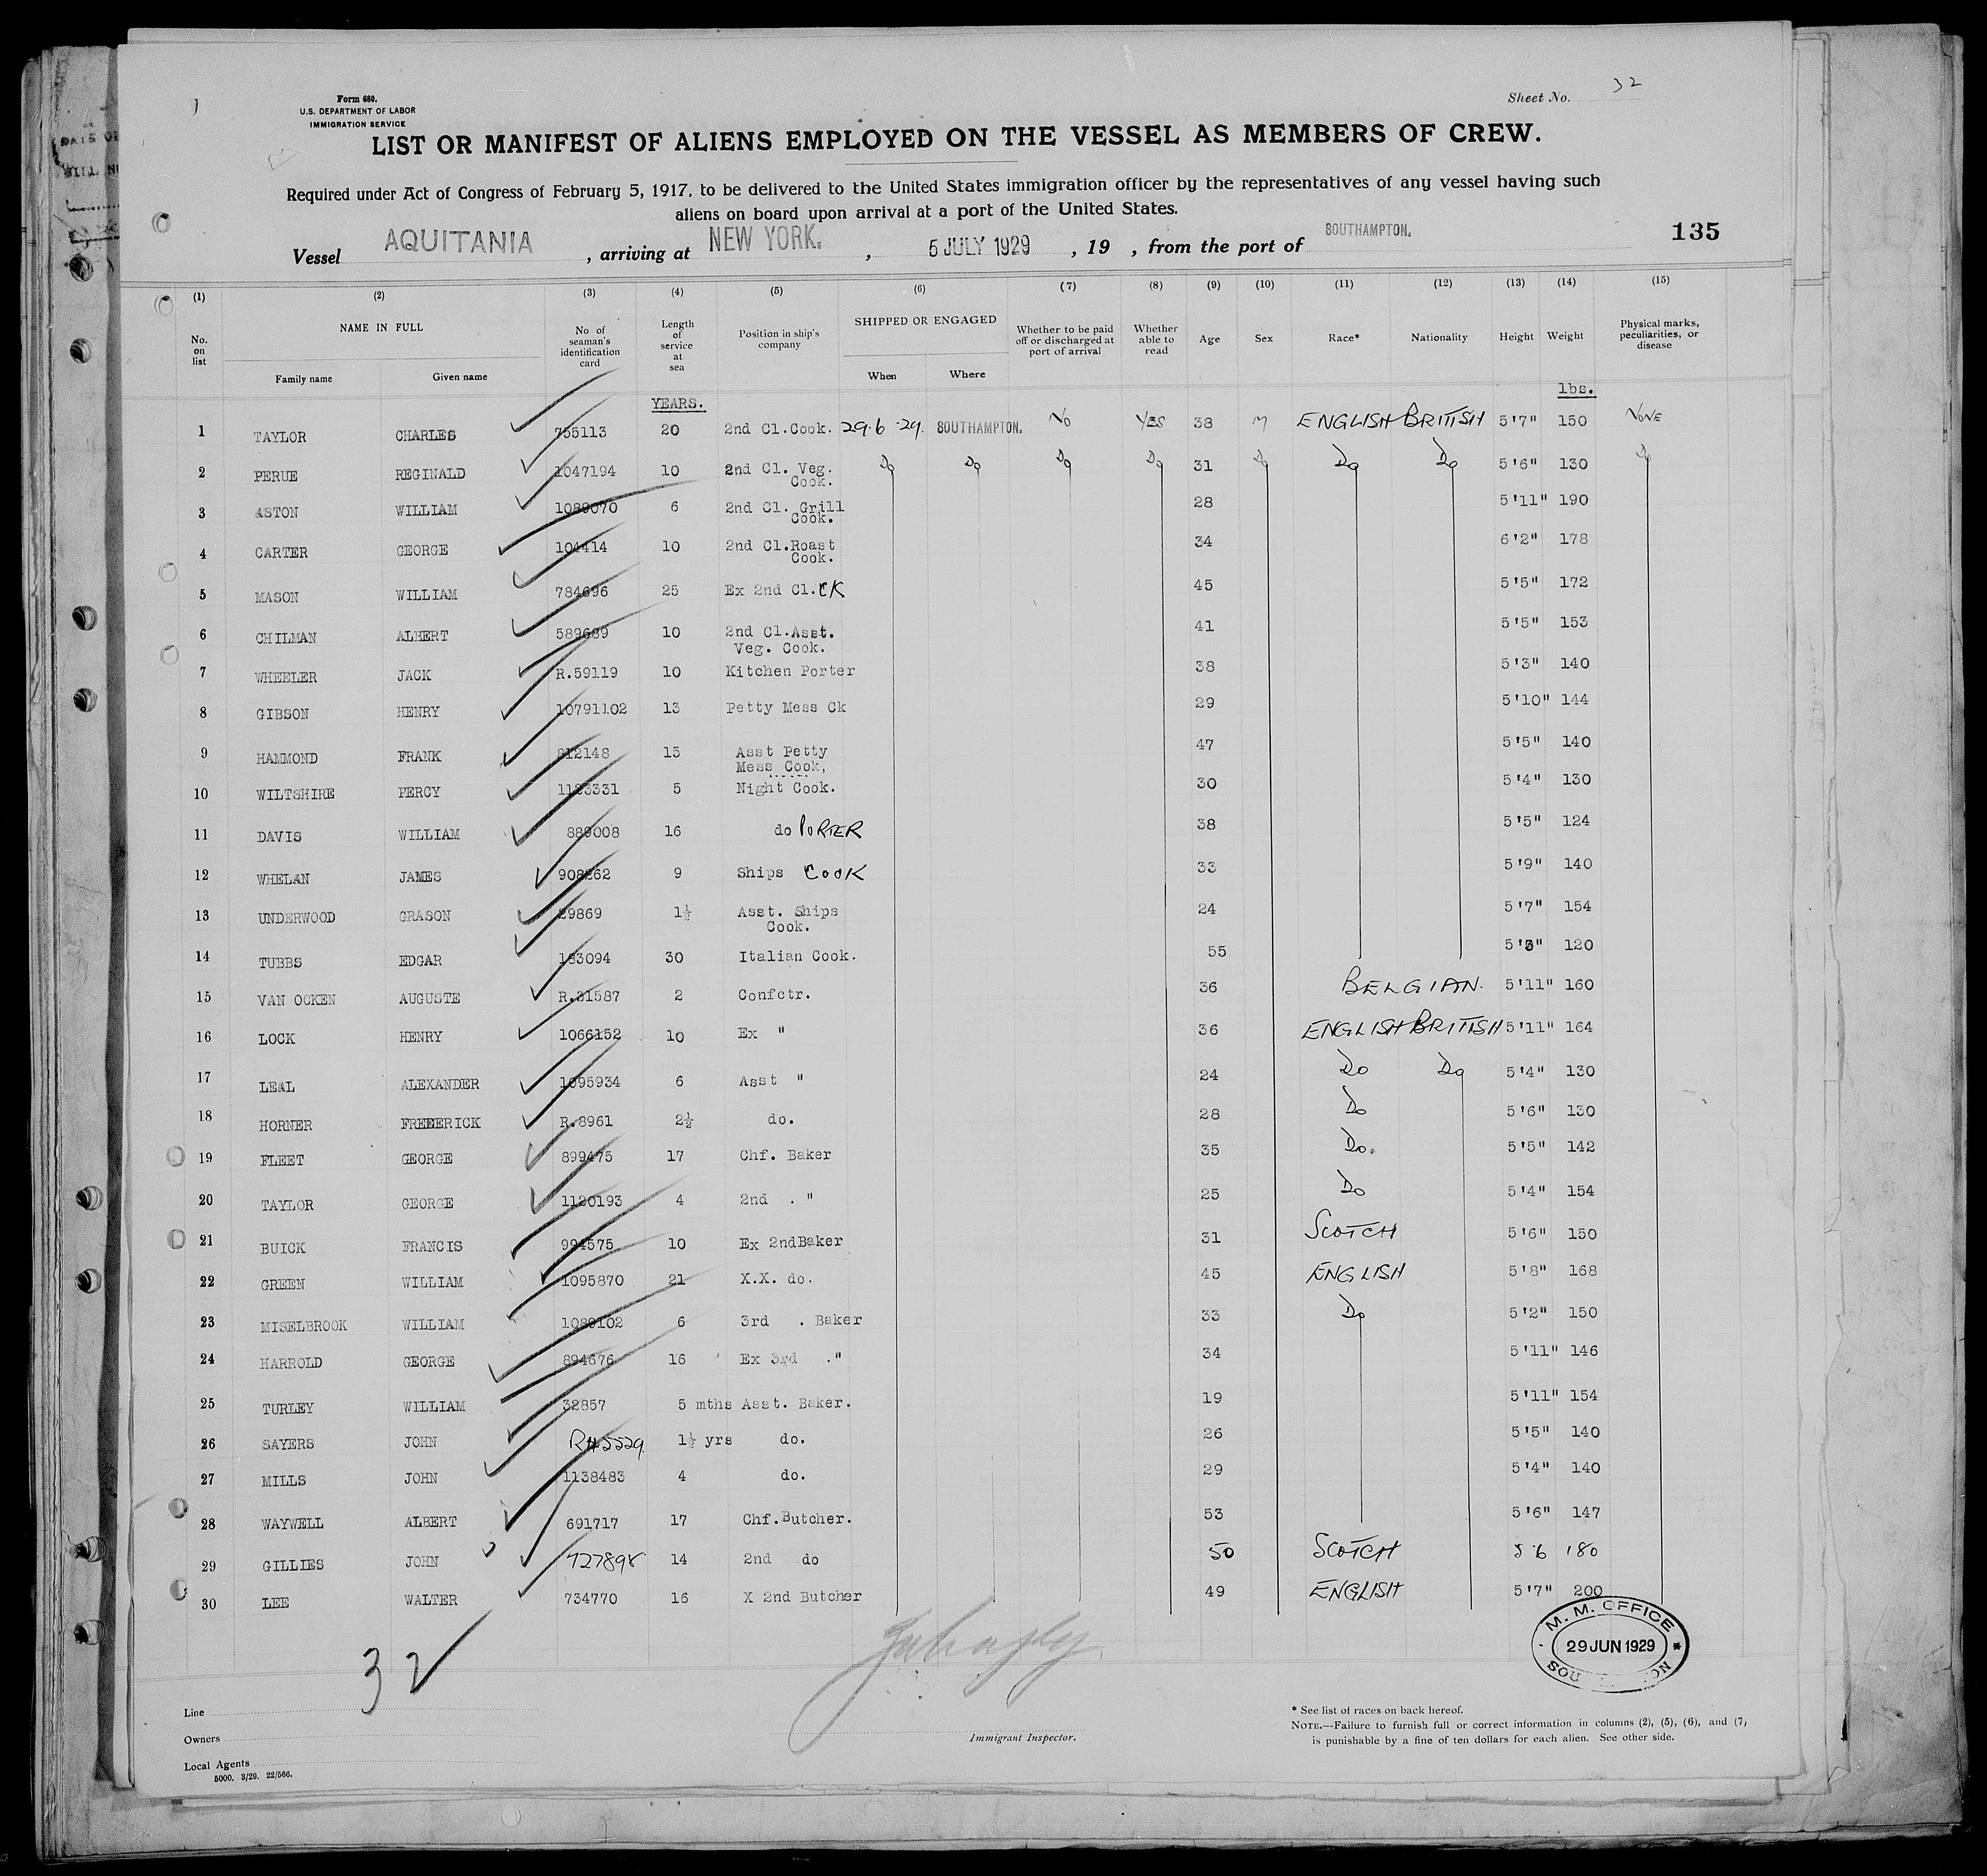 Sheet No. 32
Form 680.
U.S. DEPARTMENT OF LABOR
IMMIGRATION SERVICE
LIST OR MANIFEST OF ALIENS EMPLOYED ON THE VESSEL AS MEMBERS OF CREW.
Required under Act of Congress of February 5, 1917, to be delivered to the United States immigration officer by the representatives of any vessel having such
aliens on board upon arrival at a port of the United States.
Vessel AQUITANIA , arriving at NEW YORK. , 5 JULY 1929 , 19 , from the port of SOUTHAMPTON. 135
(1) (2) (3) (4) (5) (6) (7) (8) (9) (10) (11) (12) (13) (14) (15)
No. on list NAME IN FULL Family name Given name No of seaman's identification card Length of service at sea Position in ship's company SHIPPED OR ENGAGED When Where Whether to be paid off or discharged at port of arrival Whether able to read Age Sex Race* Nationality Height Weight Physical marks, peculiarities, or disease
YEARS. lbs.
1 TAYLOR CHARLES 755113 20 2nd Cl.Cook. 29.6.29. SOUTHAMPTON. No YES 38 M ENGLISH BRITISH 5'7" 150 NONE
2 PERUE REGINALD 1047194 10 2nd Cl. Veg. Cook. Do Do Do Do 31 Do Do Do 5'6" 130 Do
3 ASTON WILLIAM 1089070 6 2nd Cl. Grill Cook. 28 5'11" 190
4 CARTER GEORGE 104414 10 2nd Cl.Roast Cook. 34 6'2" 178
5 MASON WILLIAM 784696 25 Ex 2nd Cl.CK 45 5'5" 172
6 CHILMAN ALBERT 589689 10 2nd Cl.Asst. Veg. Cook. 41 5'5" 153
7 WHEELER JACK R.59119 10 Kitchen Porter 38 5'3" 140
8 GIBSON HENRY 10791102 13 Petty Mess Ck 29 5'10" 144
9 HAMMOND FRANK 812148 15 Asst Petty Mess Cook, 47 5'5" 140
10 WILTSHIRE PERCY 1123331 5 Night Cook. 30 5'4" 130
11 DAVIS WILLIAM 889008 16 do PORTER 38 5'5" 124
12 WHELAN JAMES 908262 9 Ships COOK 33 5'9" 140
13 UNDERWOOD GRASON 29869 1½ Asst. Ships Cook. 24 5'7" 154
14 TUBBS EDGAR 183094 30 Italian Cook. 55 5'3" 120
15 VAN OCKEN AUGUSTE R.31587 2 Confctr. 36 BELGIAN. 5'11" 160
16 LOCK HENRY 1066152 10 Ex " 36 ENGLISH BRITISH 5'11" 164
17 LEAL ALEXANDER 1095934 6 Asst " 24 Do Do 5'4" 130
18 HORNER FREDERICK R.8961 2½ do. 28 Do 5'6" 130
19 FLEET GEORGE 899475 17 Chf. Baker 35 Do. 5'5" 142
20 TAYLOR GEORGE 1120193 4 2nd . " 25 Do 5'4" 154
21 BUICK FRANCIS 994575 10 Ex 2ndBaker 31 SCOTCH 5'6" 150
22 GREEN WILLIAM 1095870 21 X.X. do. 45 ENGLISH 5'8" 168
23 MISELBROOK WILLIAM 1089102 6 3rd . Baker 33 Do 5'2" 150
24 HARROLD GEORGE 894676 16 Ex 3rd ." 34 5'11" 146
25 TURLEY WILLIAM 32857 5 mths Asst. Baker. 19 5'11" 154
26 SAYERS JOHN 1½ yrs do. 26 5'5" 140
27 MILLS JOHN 1138483 4 do. 29 5'4" 140
28 WAYWELL ALBERT 691717 17 Chf.Butcher. 53 5'6" 147
29 GILLIES JOHN 14 2nd do 50 SCOTCH 5 6 180
30 LEE WALTER 734770 16 X 2nd Butcher 49 ENGLISH 5'7" 200
M. M. OFFICE
29 JUN 1929
32
Line
Owners
Local Agents
5000. 3/29. 22/566.
Immigrant Inspector.
* See list of races on back hereof.
NOTE.—Failure to furnish full or correct information in columns (2), (5), (6), and (7,
is punishable by a fine of ten dollars for each alien. See other side.